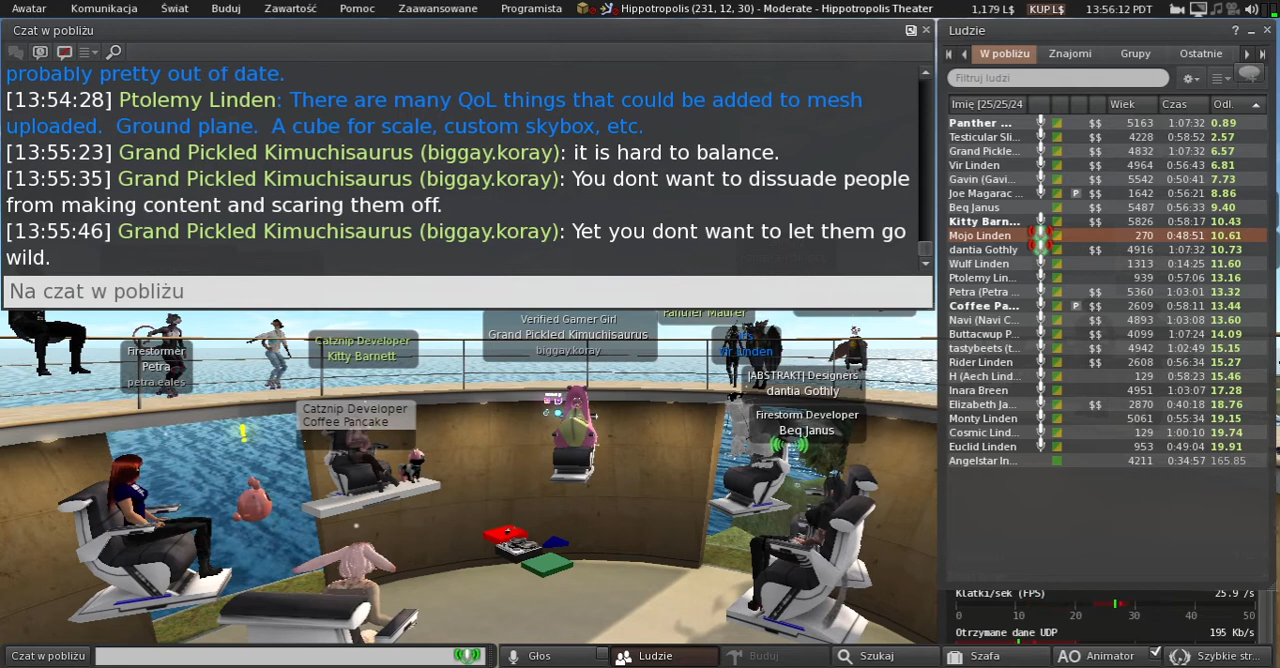 Awatar Komunikacja Świat Buduj Zawartość Pomoc Zaawansowane Programista Hippotropolis (231, 12, 30) - Moderate - Hippotropolis Theater 1,179 L$ KUP L$ 13:56:12 PDT
Czat w pobliżu
probably pretty out of date.
[13:54:28] Ptolemy Linden: There are many QoL things that could be added to mesh
uploaded. Ground plane. A cube for scale, custom skybox, etc.
[13:55:23] Grand Pickled Kimuchisaurus (biggay.koray): it is hard to balance.
[13:55:35] Grand Pickled Kimuchisaurus (biggay.koray): You dont want to dissuade people
from making content and scaring them off.
[13:55:46] Grand Pickled Kimuchisaurus (biggay.koray): Yet you dont want to let them go
wild.
Na czat w pobliżu
Panther Maurer
Verified Gamer Girl
Grand Pickled Kimuchisaurus
biggay.koray
Catznip Developer
Kitty Barnett
Firestormer
Petra
petra.eales
Vir Linden
|ABSTRAKT| Designers
dantia Gothly
Catznip Developer
Coffee Pancake
Firestorm Developer
Beq Janus
Ludzie
W pobliżu Znajomi Grupy Ostatnie
Filtruj ludzi
Imię [25/25/24 Wiek Czas Odl.
Panther ... $$ 5163 1:07:32 0.89
Testicular Sli... $$ 4228 0:58:52 2.57
Grand Pickle... $$ 4832 1:07:32 6.57
Vir Linden $$ 4964 0:56:43 6.81
Gavin (Gavi... $$ 5542 0:50:41 7.73
Joe Magarac ... P $$ 1642 0:56:21 8.86
Beq Janus $$ 5487 0:56:33 9.40
Kitty Barn... $$ 5826 0:58:17 10.43
Mojo Linden 270 0:48:51 10.61
dantia Gothly $$ 4916 1:07:32 10.73
Wulf Linden 1313 0:14:25 11.60
Ptolemy Lin... 939 0:57:06 13.16
Petra (Petra ... $$ 5360 1:03:01 13.32
Coffee Pa... P $$ 2609 0:58:11 13.44
Navi (Navi C... $$ 4893 1:03:08 13.60
Buttacwup P... $$ 4099 1:07:24 14.09
tastybeets (t... $$ 4942 1:02:49 15.15
Rider Linden $$ 2608 0:56:36 15.27
H (Aech Lind... 129 0:58:23 15.46
Inara Breen 4951 1:03:07 17.28
Elizabeth Ja... $$ 2870 0:40:18 18.76
Monty Linden 5061 0:55:34 19.15
Cosmic Lind... 129 1:00:10 19.74
Euclid Linden 953 0:49:04 19.91
Angelstar In... 4211 0:34:57 165.85
Klatki/sek (FPS) 25.9 /s
0 10 20 30 40 50
Otrzymane dane UDP 195 Kb/s
Czat w pobliżu Głos Ludzie Buduj Szukaj Szafa AO Animator Szybkie str...